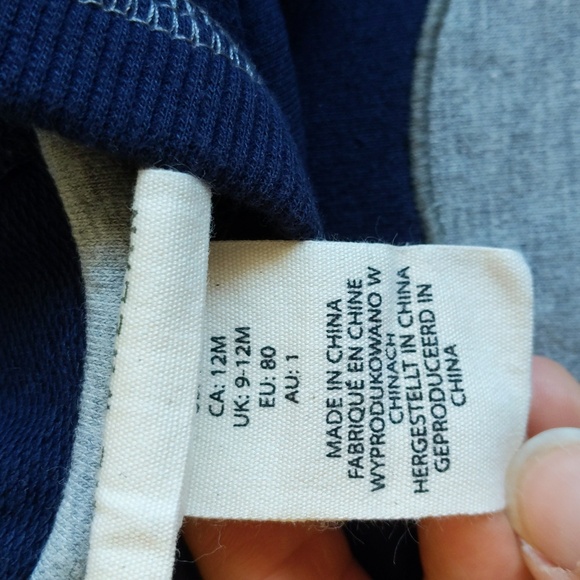 CA: 12M
UK: 9-12M
EU: 80
AU: 1
MADE IN CHINA
FABRIQUÉ EN CHINE
WYPRODUKOWANO W
CHINACH
HERGESTELLT IN CHINA
GEPRODUCEERD IN
CHINA